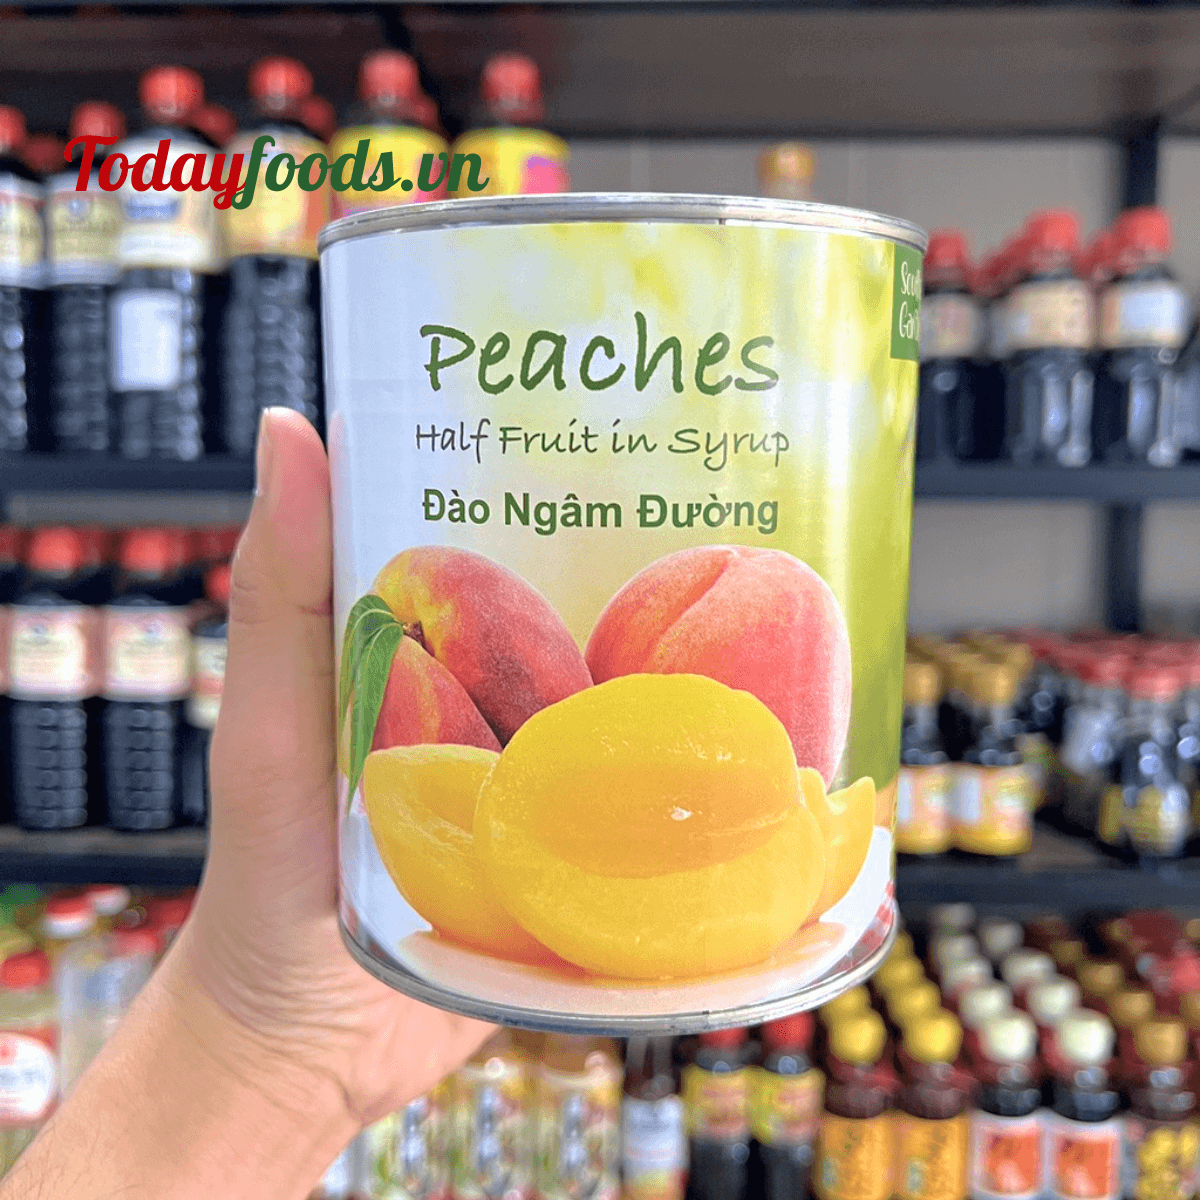 Todayfoods.vn
Peaches
Half Fruit in Syrup
Đào Ngâm Đường